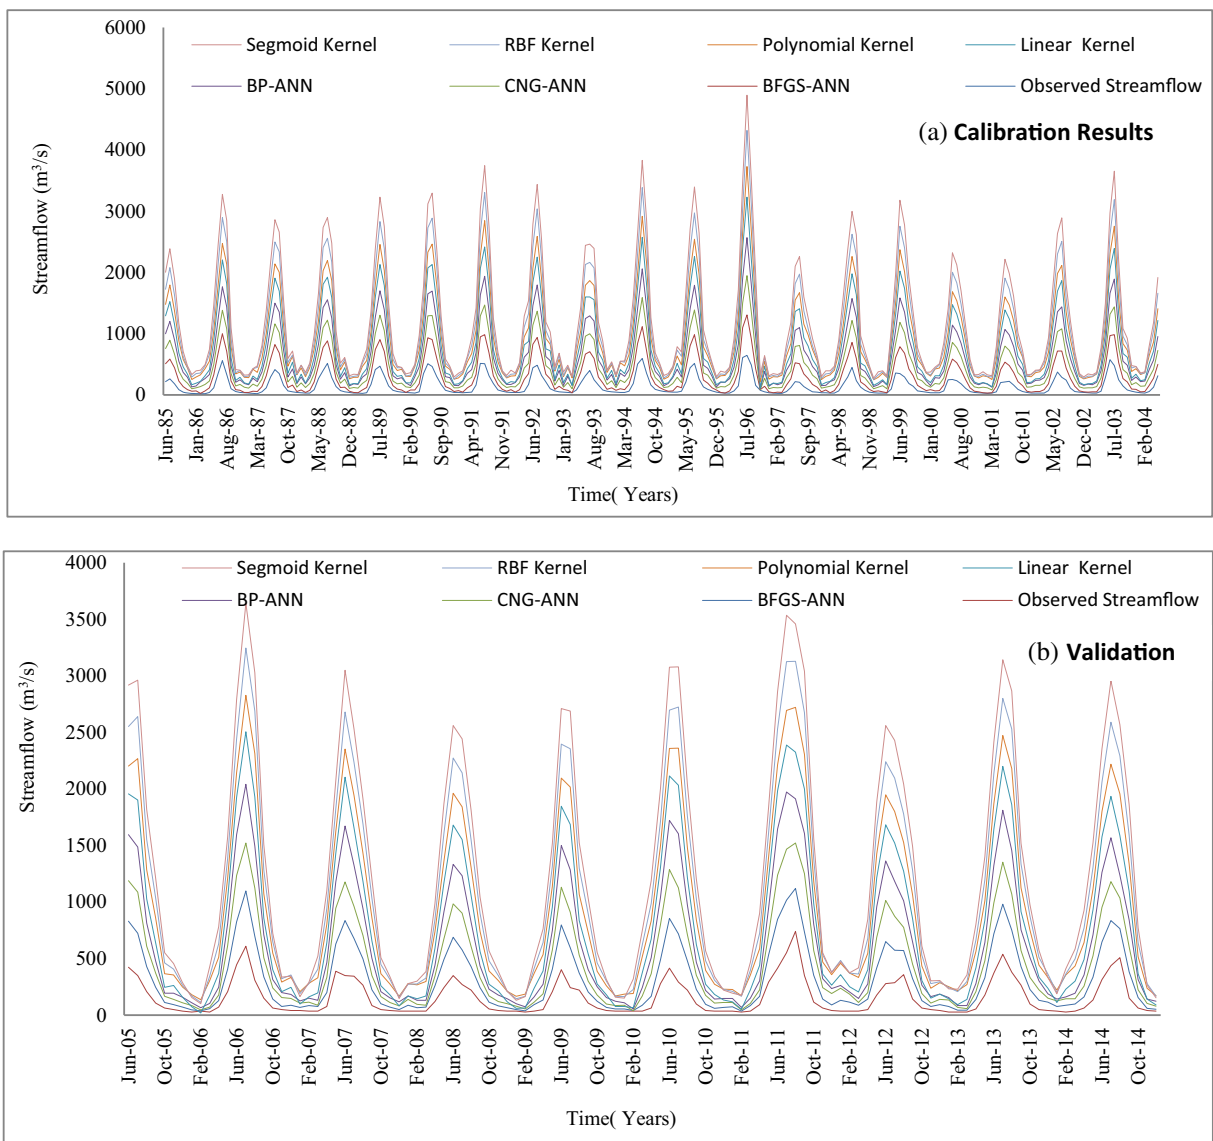 6000
5000
4000
3000
2000
1000
0
Streamflow (m³/s)
Segmoid Kernel RBF Kernel Polynomial Kernel Linear Kernel
BP-ANN CNG-ANN BFGS-ANN Observed Streamflow
(a) Calibration Results
Jun-85 Jan-86 Aug-86 Mar-87 Oct-87 May-88 Dec-88 Jul-89 Feb-90 Sep-90 Apr-91 Nov-91 Jun-92 Jan-93 Aug-93 Mar-94 Oct-94 May-95 Dec-95 Jul-96 Feb-97 Sep-97 Apr-98 Nov-98 Jun-99 Jan-00 Aug-00 Mar-01 Oct-01 May-02 Dec-02 Jul-03 Feb-04
Time( Years)
4000
3500
3000
2500
2000
1500
1000
500
0
Streamflow (m³/s)
Segmoid Kernel RBF Kernel Polynomial Kernel Linear Kernel
BP-ANN CNG-ANN BFGS-ANN Observed Streamflow
(b) Validation
Jun-05 Oct-05 Feb-06 Jun-06 Oct-06 Feb-07 Jun-07 Oct-07 Feb-08 Jun-08 Oct-08 Feb-09 Jun-09 Oct-09 Feb-10 Jun-10 Oct-10 Feb-11 Jun-11 Oct-11 Feb-12 Jun-12 Oct-12 Feb-13 Jun-13 Oct-13 Feb-14 Jun-14 Oct-14
Time( Years)